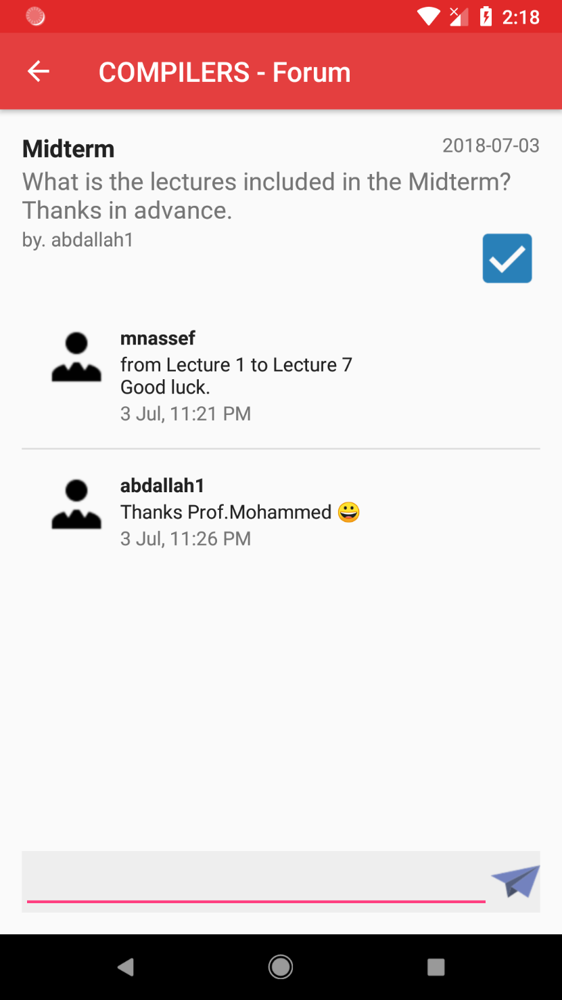 2:18
COMPILERS - Forum
Midterm
2018-07-03
What is the lectures included in the Midterm?
Thanks in advance.
by. abdallah1
mnassef
from Lecture 1 to Lecture 7
Good luck.
3 Jul, 11:21 PM
abdallah1
Thanks Prof.Mohammed 😀
3 Jul, 11:26 PM